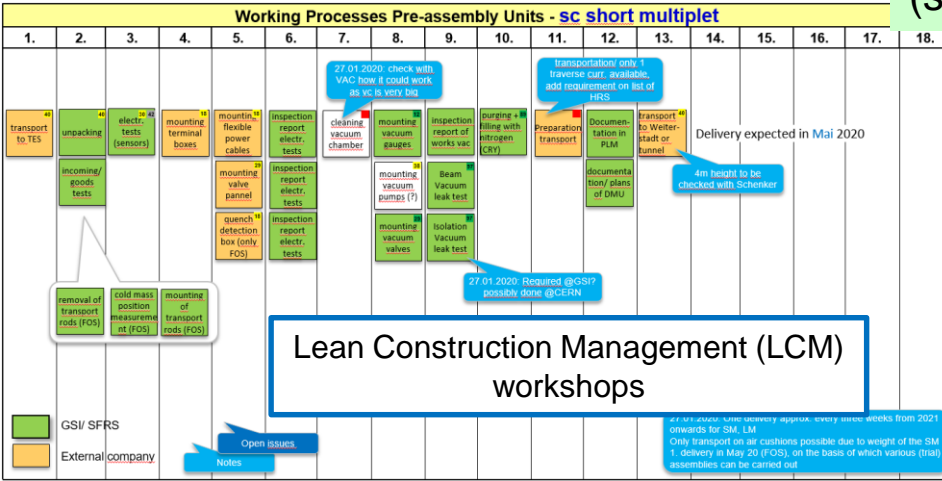 (S
Working Processes Pre-assembly Units - sc short multiplet
1. 2. 3. 4. 5. 6. 7. 8. 9. 10. 11. 12. 13. 14. 15. 16. 17. 18.
27.01.2020: check with
VAC how it could work
as vc is very big
transportation/ only 1
traverse curr. available,
add requirement on list of
HRS
40
transport
to TES
40
unpacking
39 42
electr.
tests
(sensors)
18
mounting
terminal
boxes
18
mounting
flexible
power
cables
inspection
report
electr.
tests
cleaning
vacuum
chamber
mounting
vacuum
gauges
inspection
report of
works vac
purging +
filling with
nitrogen
(CRY)
Preparation
transport
Documen-
tation in
PLM
40
transport
to Weiter-
stadt or
tunnel
Delivery expected in Mai 2020
incoming/
goods
tests
29
mounting
valve
pannel
inspection
report
electr.
tests
38
mounting
vacuum
pumps (?)
Beam
Vacuum
leak test
documenta
tion/ plans
of DMU
4m height to be
checked with Schenker
18
quench
detection
box (only
FOS)
inspection
report
electr.
tests
mounting
vacuum
valves
Isolation
Vacuum
leak test
27.01.2020: Required @GSI?
possibly done @CERN
removal of
transport
rods (FOS)
cold mass
position
measureme
nt (FOS)
mounting
of
transport
rods (FOS)
Lean Construction Management (LCM)
workshops
GSI/ SFRS
External company
Open issues
Notes
27.01.2020: One delivery approx. every three weeks from 2021
onwards for SM, LM
Only transport on air cushions possible due to weight of the SM
1. delivery in May 20 (FOS), on the basis of which various (trial)
assemblies can be carried out